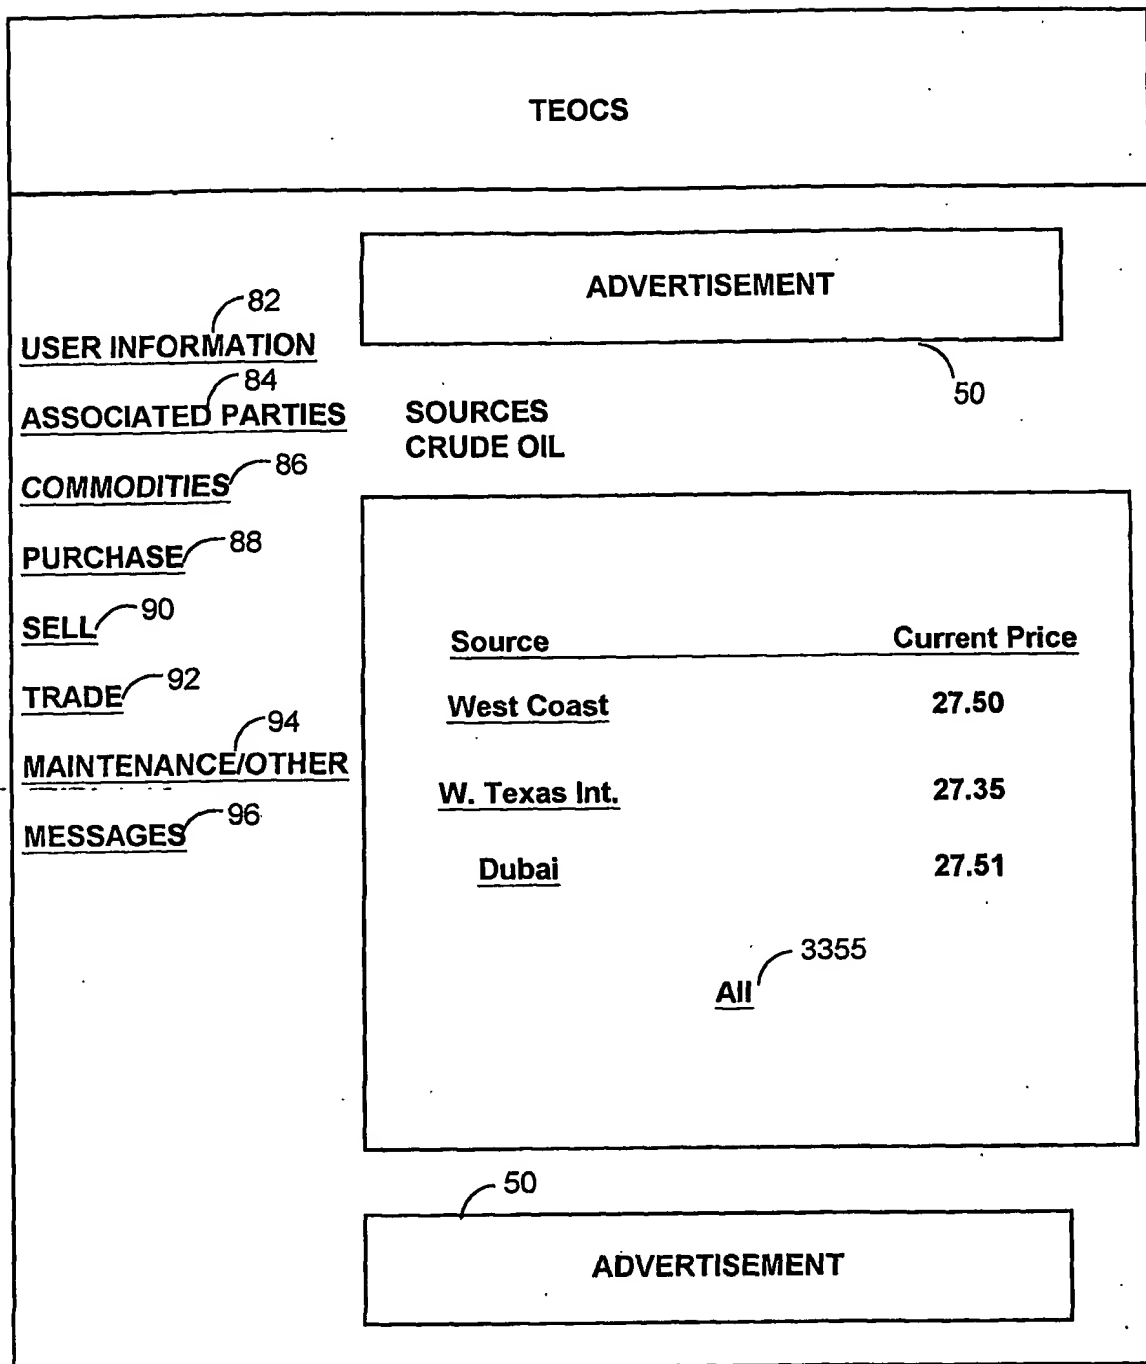 TEOCS
ADVERTISEMENT
50
82
USER INFORMATION
84
ASSOCIATED PARTIES
86
COMMODITIES
88
PURCHASE
90
SELL
92
TRADE
94
MAINTENANCE/OTHER
96
MESSAGES
SOURCES
CRUDE OIL
Source Current Price
West Coast 27.50
W. Texas Int. 27.35
Dubai 27.51
3355
All
50
ADVERTISEMENT